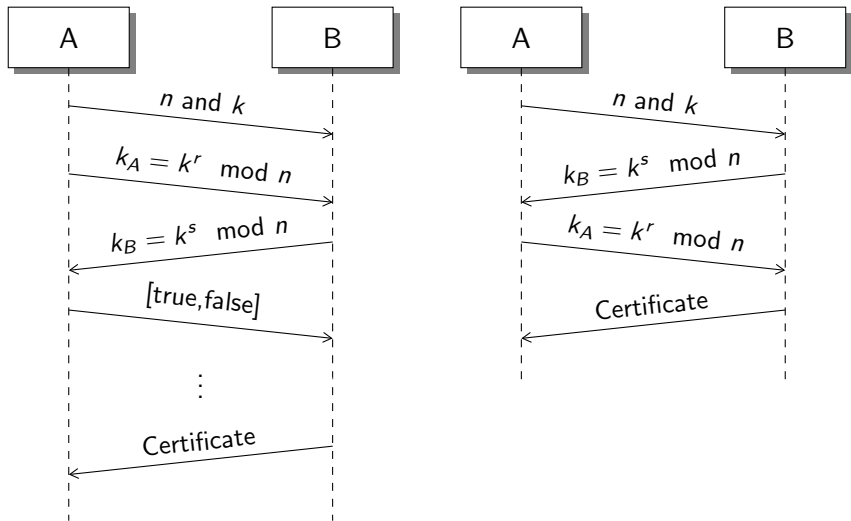 A
B
n and k
k_A = k^r mod n
k_B = k^s mod n
[true,false]
⋮
Certificate
A
B
n and k
k_B = k^s mod n
k_A = k^r mod n
Certificate